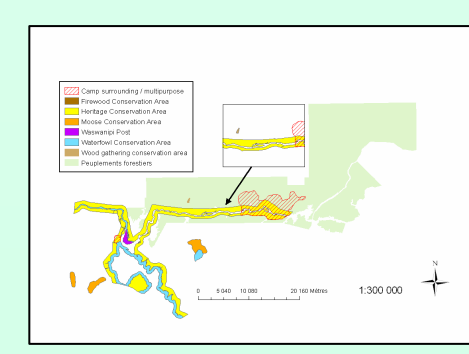 Camp surrounding / multipurpose
Firewood Conservation Area
Heritage Conservation Area
Moose Conservation Area
Waswanipi Post
Waterfowl Conservation Area
Wood gathering conservation area
Peuplements forestiers
N
0 5 040 10 080 20 160 Mètres
1:300 000